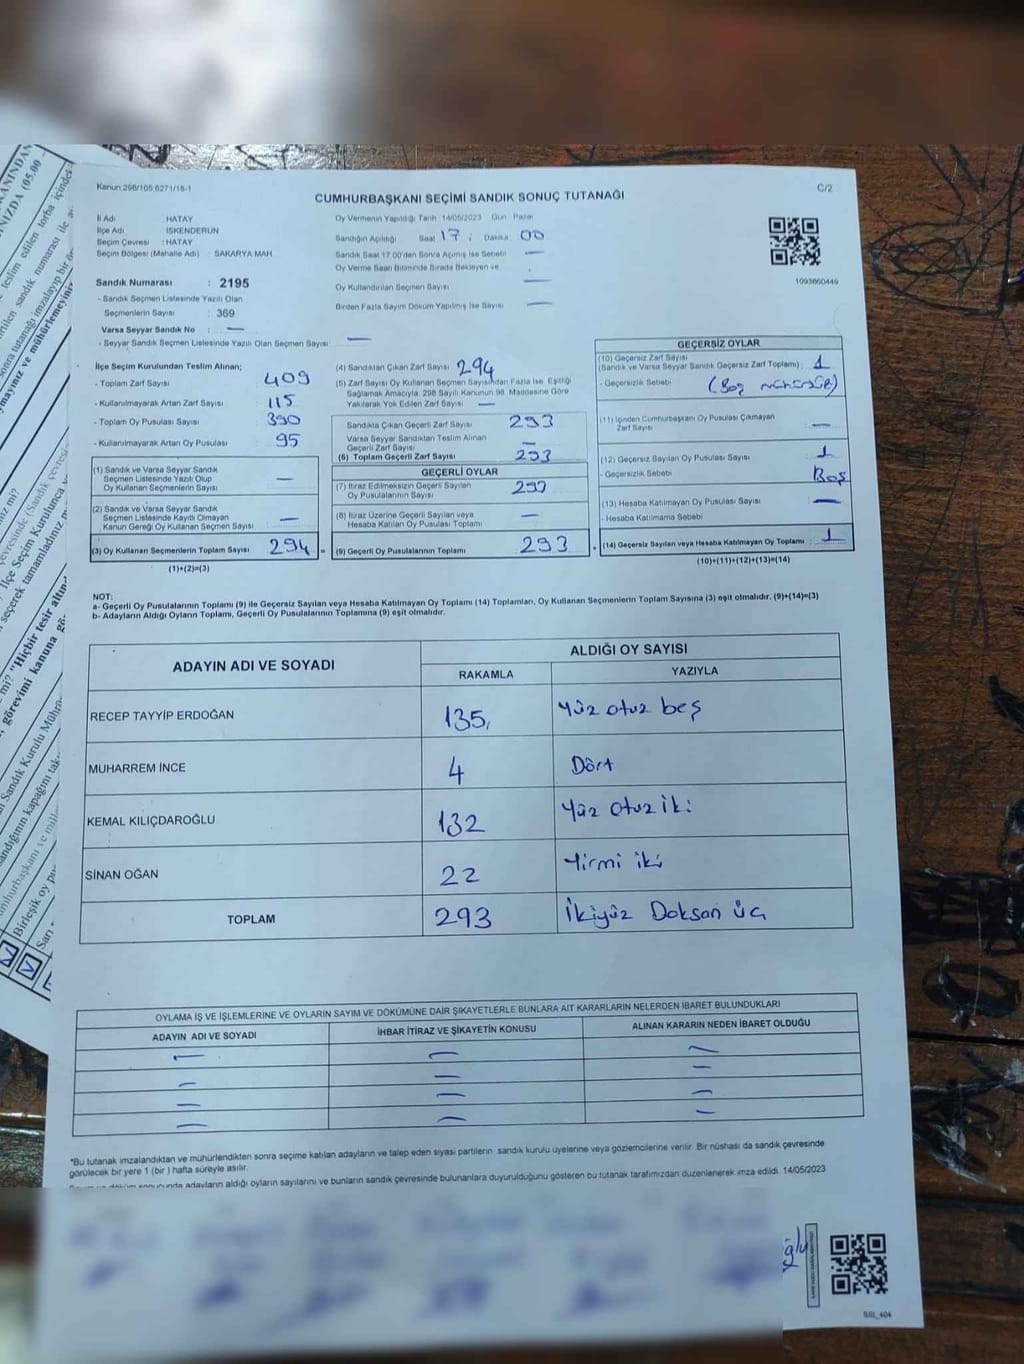 Kanun:298/105;6271/18-1
C/2
CUMHURBAŞKANI SEÇİMİ SANDIK SONUÇ TUTANAĞI
İl Adı : HATAY
İlçe Adı : İSKENDERUN
Seçim Çevresi : HATAY
Seçim Bölgesi (Mahalle Adı) SAKARYA MAH
Oy Vermenin Yapıldığı Tarih 14/05/2023 Gün Pazar
Sandığın Açıldığı Saat 17 : Dakika 00
Sandık Saat 17.00'den Sonra Açılmış İse Sebebi —
Oy Verme Saati Bitiminde Sırada Bekleyen ve
Oy Kullandırılan Seçmen Sayısı —
Birden Fazla Sayım Döküm Yapılmış İse Sayısı —
1093860449
Sandık Numarası : 2195
- Sandık Seçmen Listesinde Yazılı Olan
Seçmenlerin Sayısı : 369
Varsa Seyyar Sandık No : —
- Seyyar Sandık Seçmen Listesinde Yazılı Olan Seçmen Sayısı : —
İlçe Seçim Kurulundan Teslim Alınan;
- Toplam Zarf Sayısı 409
- Kullanılmayarak Artan Zarf Sayısı 115
- Toplam Oy Pusulası Sayısı 390
- Kullanılmayarak Artan Oy Pusulası 95
(1) Sandık ve Varsa Seyyar Sandık
Seçmen Listesinde Yazılı Olup
Oy Kullanan Seçmenlerin Sayısı —
(2) Sandık ve Varsa Seyyar Sandık
Seçmen Listesinde Kayıtlı Olmayan
Kanun Gereği Oy Kullanan Seçmen Sayısı —
(3) Oy Kullanan Seçmenlerin Toplam Sayısı 294
(1)+(2)=(3)
(4) Sandıktan Çıkan Zarf Sayısı 294
(5) Zarf Sayısı Oy Kullanan Seçmen Sayısından Fazla İse, Eşitliği
Sağlamak Amacıyla, 298 Sayılı Kanunun 98. Maddesine Göre
Yakılarak Yok Edilen Zarf Sayısı —
Sandıkta Çıkan Geçerli Zarf Sayısı 293
Varsa Seyyar Sandıktan Teslim Alınan
Geçerli Zarf Sayısı —
(6) Toplam Geçerli Zarf Sayısı 293
GEÇERLİ OYLAR
(7) İtiraz Edilmeksizin Geçerli Sayılan
Oy Pusulalarının Sayısı 293
(8) İtiraz Üzerine Geçerli Sayılan veya
Hesaba Katılan Oy Pusulası Toplamı —
(9) Geçerli Oy Pusulalarının Toplamı 293
GEÇERSİZ OYLAR
(10) Geçersiz Zarf Sayısı
(Sandık ve Varsa Seyyar Sandık Geçersiz Zarf Toplamı) 1
- Geçersizlik Sebebi (Boş mühürsüz)
(11) İçinden Cumhurbaşkanı Oy Pusulası Çıkmayan
Zarf Sayısı —
(12) Geçersiz Sayılan Oy Pusulası Sayısı 1
- Geçersizlik Sebebi Boş
(13) Hesaba Katılmayan Oy Pusulası Sayısı —
- Hesaba Katılmama Sebebi
(14) Geçersiz Sayılan veya Hesaba Katılmayan Oy Toplamı 1
(10)+(11)+(12)+(13)=(14)
NOT:
a- Geçerli Oy Pusulalarının Toplamı (9) ile Geçersiz Sayılan veya Hesaba Katılmayan Oy Toplamı (14) Toplamları, Oy Kullanan Seçmenlerin Toplam Sayısına (3) eşit olmalıdır. (9)+(14)=(3)
b- Adayların Aldığı Oyların Toplamı, Geçerli Oy Pusulalarının Toplamına (9) eşit olmalıdır.
ADAYIN ADI VE SOYADI
ALDIĞI OY SAYISI
RAKAMLA YAZIYLA
RECEP TAYYİP ERDOĞAN 135, Yüz otuz beş
MUHARREM İNCE 4 Dört
KEMAL KILIÇDAROĞLU 132 Yüz otuz iki
SİNAN OĞAN 22 Yirmi iki
TOPLAM 293 İkiyüz Doksan üç
OYLAMA İŞ VE İŞLEMLERİNE VE OYLARIN SAYIM VE DÖKÜMÜNE DAİR ŞİKAYETLERLE BUNLARA AİT KARARLARIN NELERDEN İBARET BULUNDUKLARI
ADAYIN ADI VE SOYADI İHBAR İTİRAZ VE ŞİKAYETİN KONUSU ALINAN KARARIN NEDEN İBARET OLDUĞU
— — —
— — —
— — —
— — —
*Bu tutanak imzalandıktan ve mühürlendikten sonra seçime katılan adayların ve talep eden siyasi partilerin sandık kurulu üyelerine veya gözlemcilerine verilir. Bir nüshası da sandık çevresinde
görülecek bir yere 1 (bir) hafta süreyle asılır.
adayların aldığı oyların sayılarını ve bunların sandık çevresinde bulunanlara duyurulduğunu gösteren bu tutanak tarafımızdan düzenlenerek imza edildi. 14/05/2023